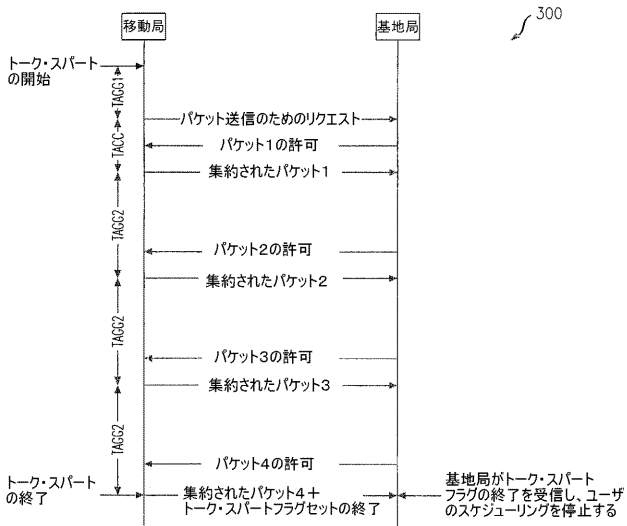 300
移動局
基地局
トーク・スパート
の開始
TAGG1
パケット送信のためのリクエスト
TACC
パケット1の許可
集約されたパケット1
TAGG2
パケット2の許可
集約されたパケット2
TAGG2
パケット3の許可
集約されたパケット3
TAGG2
パケット4の許可
トーク・スパート
の終了
集約されたパケット4+
トーク・スパートフラグセットの終了
基地局がトーク・スパート
フラグの終了を受信し、ユーザ
のスケジューリングを停止する